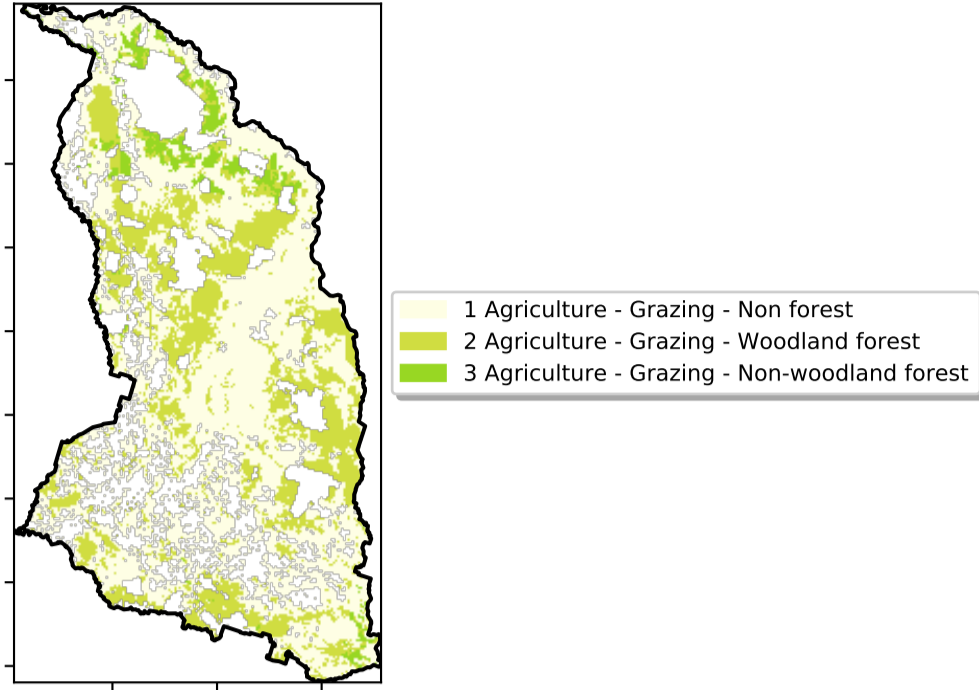 1 Agriculture - Grazing - Non forest
2 Agriculture - Grazing - Woodland forest
3 Agriculture - Grazing - Non-woodland forest